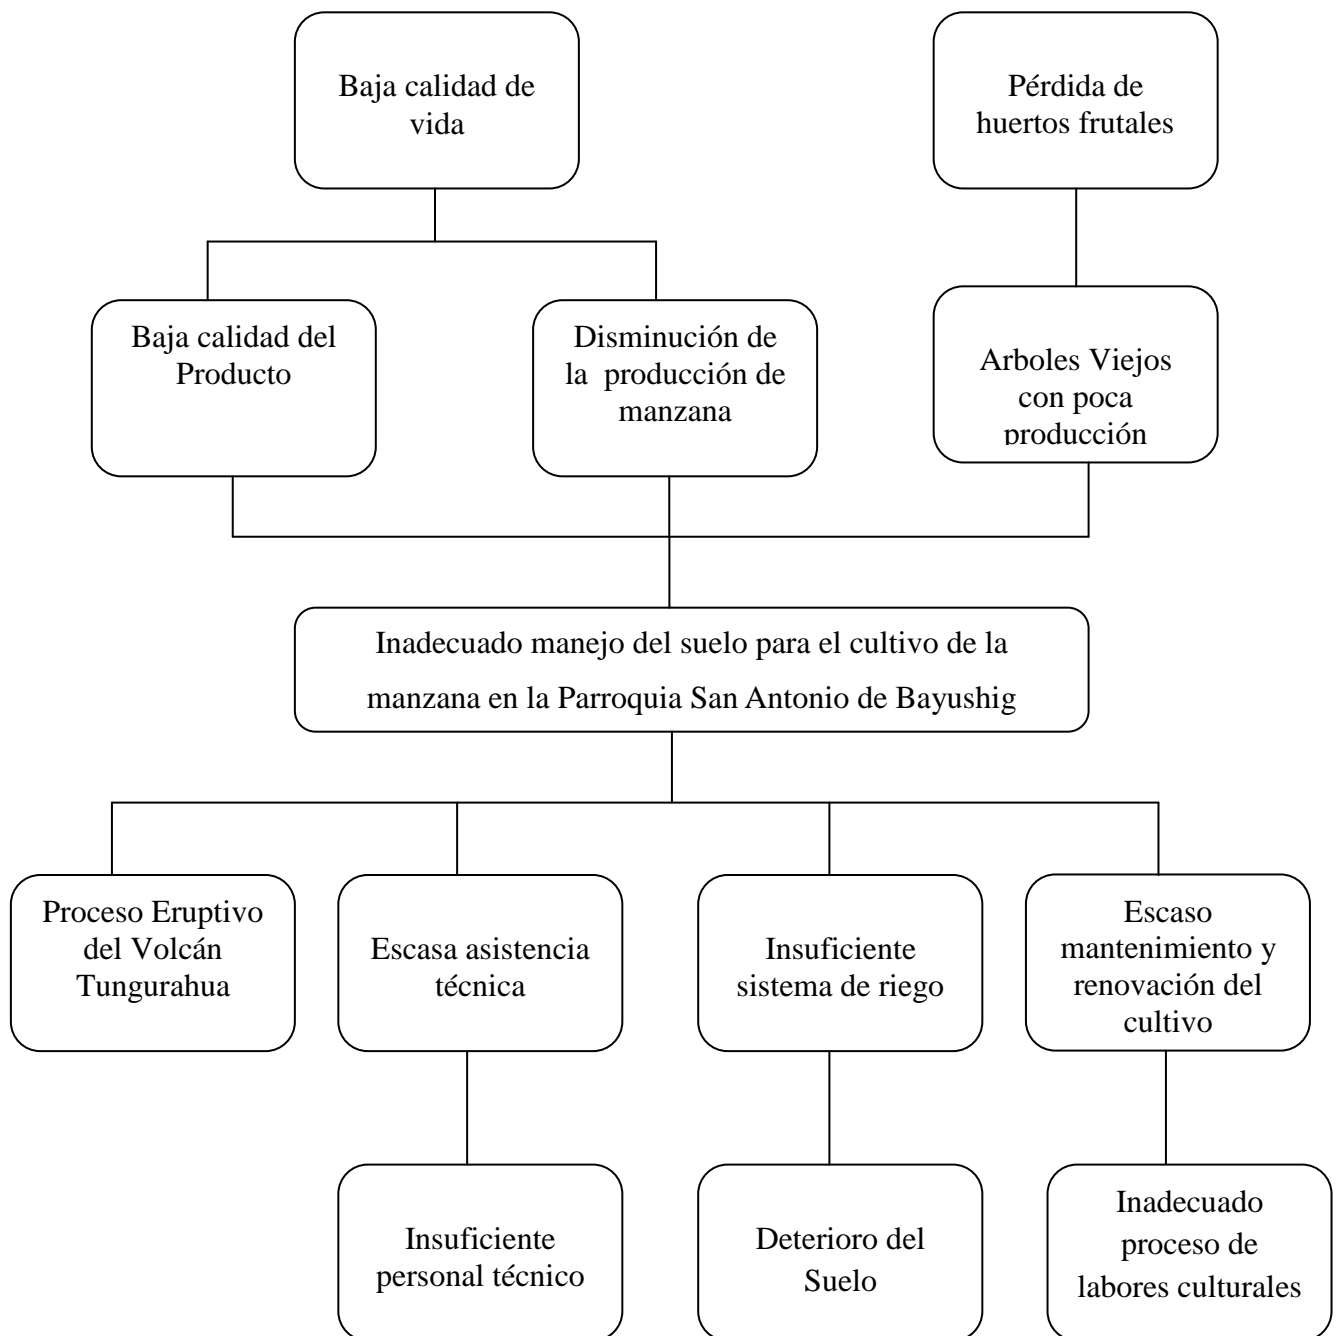 Baja calidad de
vida
Pérdida de
huertos frutales
Baja calidad del
Producto
Disminución de
la producción de
manzana
Arboles Viejos
con poca
producción
Inadecuado manejo del suelo para el cultivo de la
manzana en la Parroquia San Antonio de Bayushig
Proceso Eruptivo
del Volcán
Tungurahua
Escasa asistencia
técnica
Insuficiente
sistema de riego
Escaso
mantenimiento y
renovación del
cultivo
Insuficiente
personal técnico
Deterioro del
Suelo
Inadecuado
proceso de
labores culturales